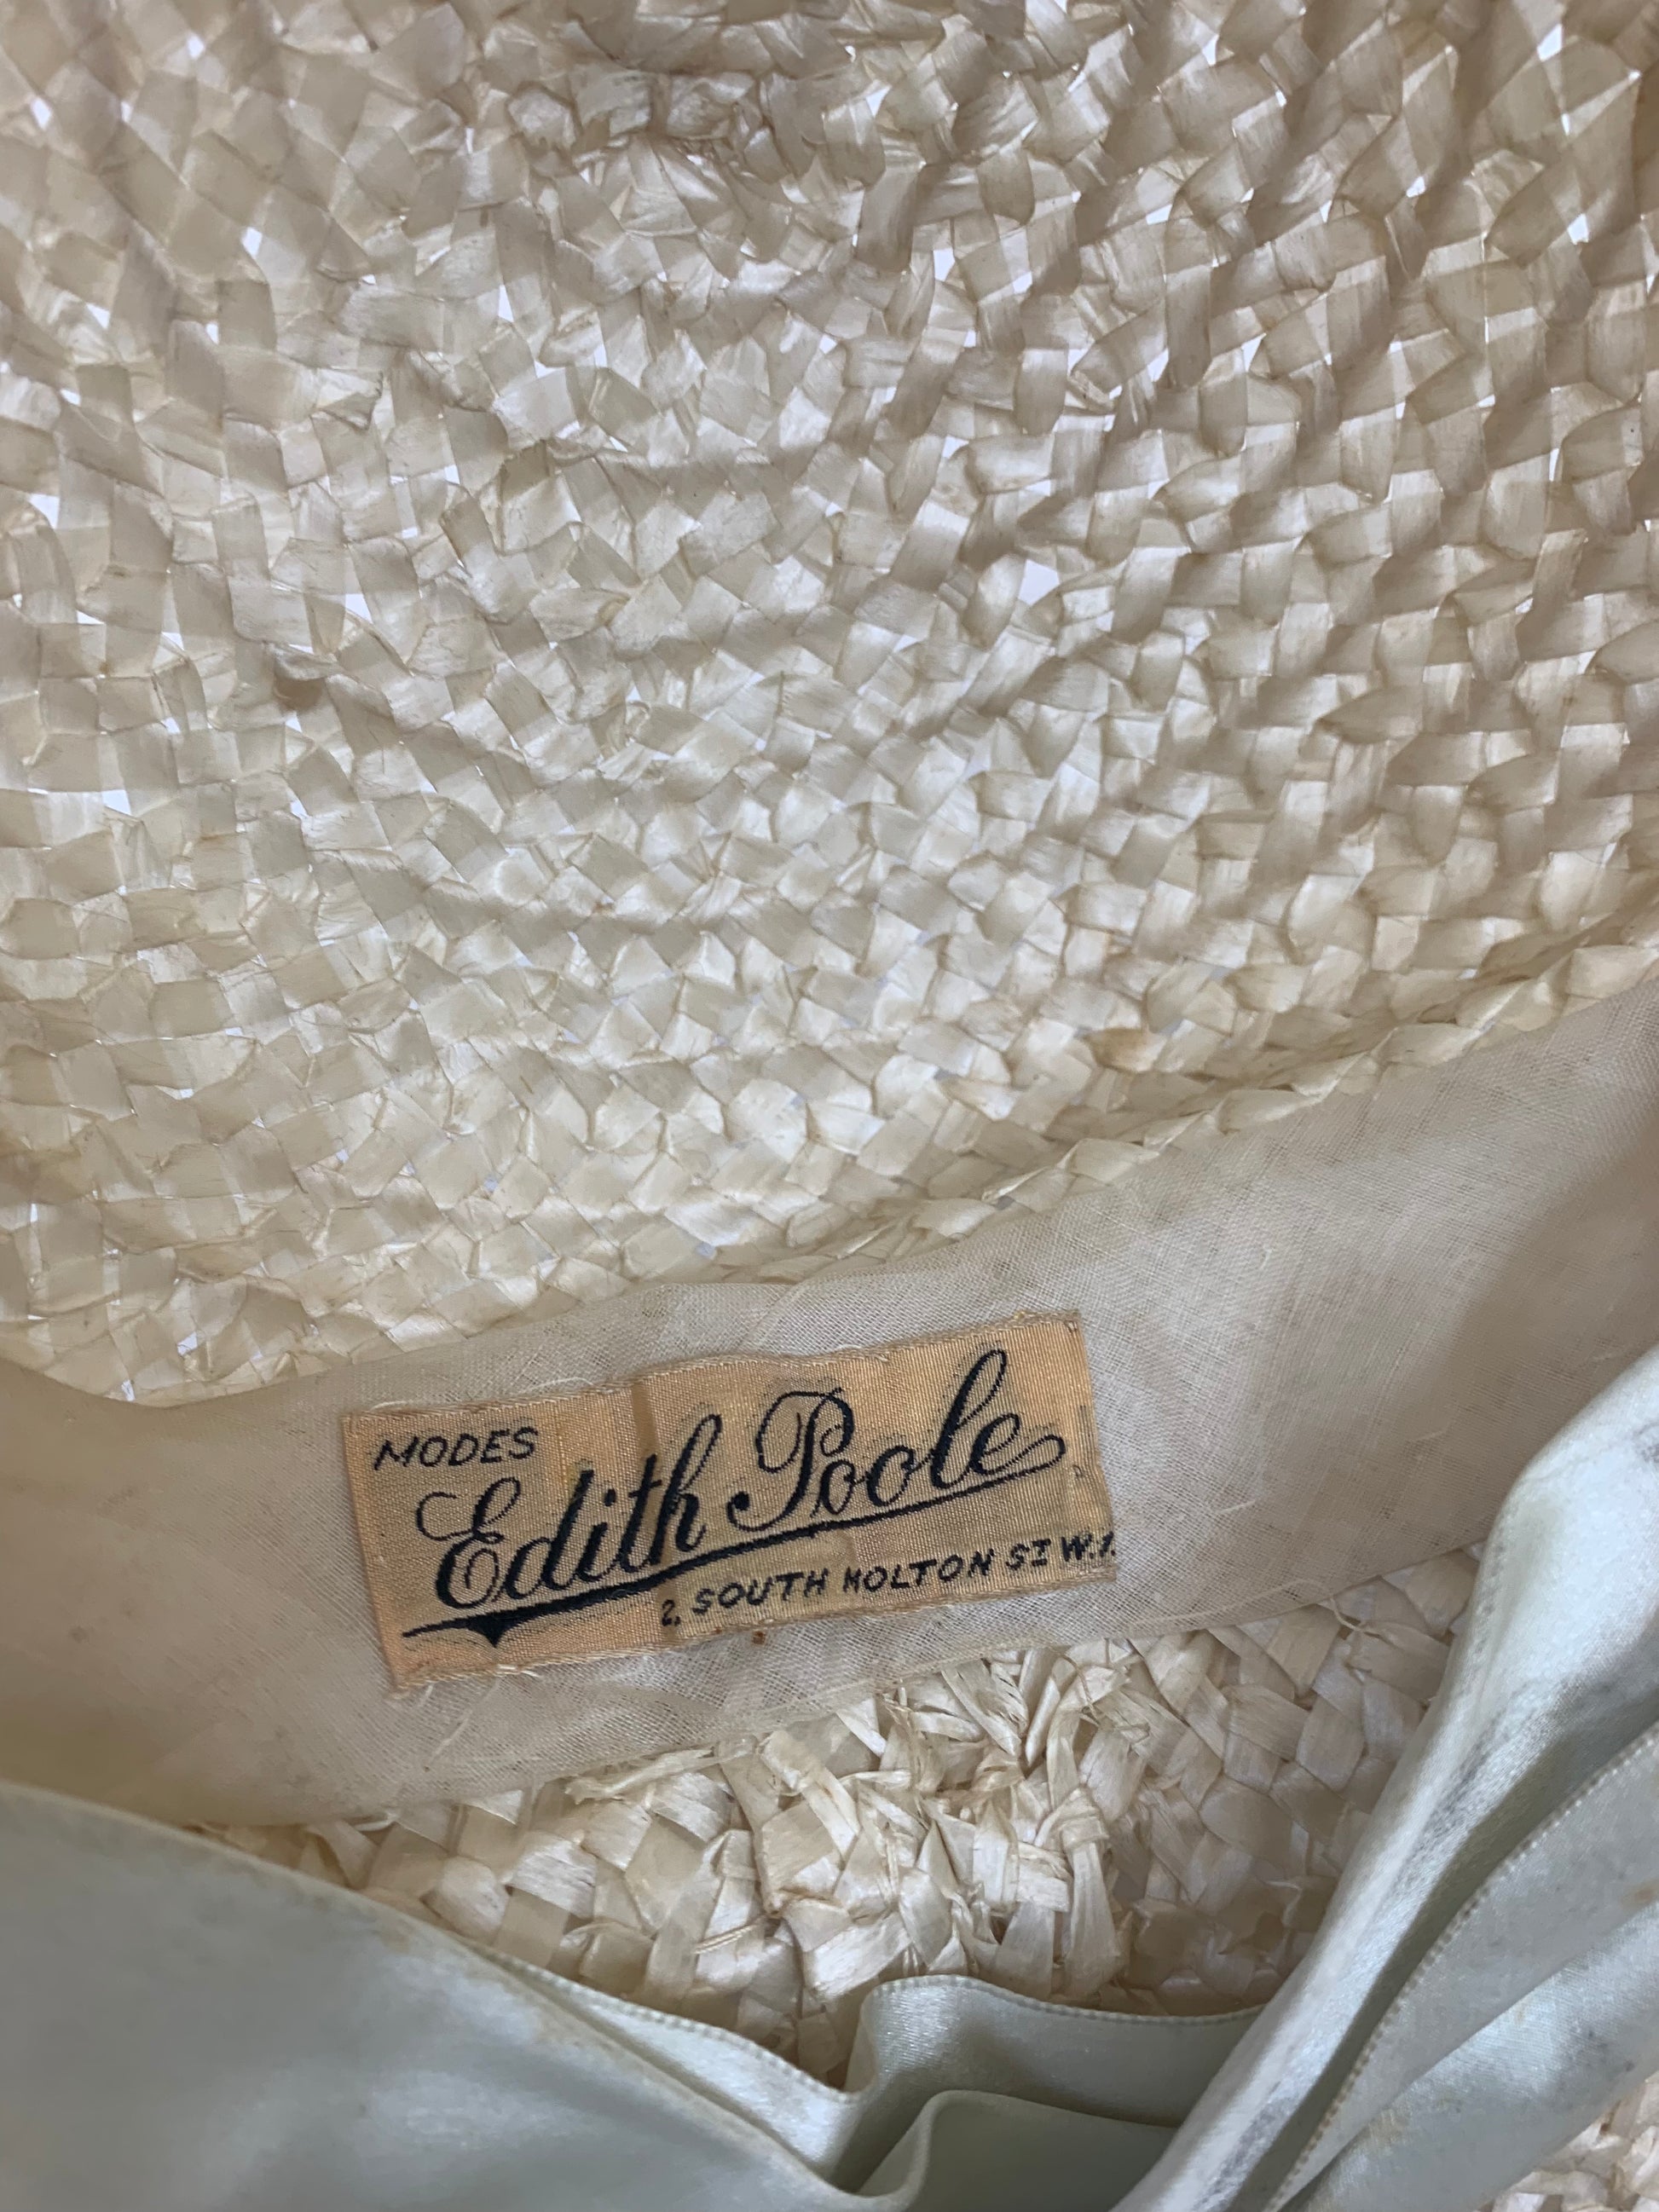 MODES
Edith Poole
2, SOUTH MOLTON ST W.1.